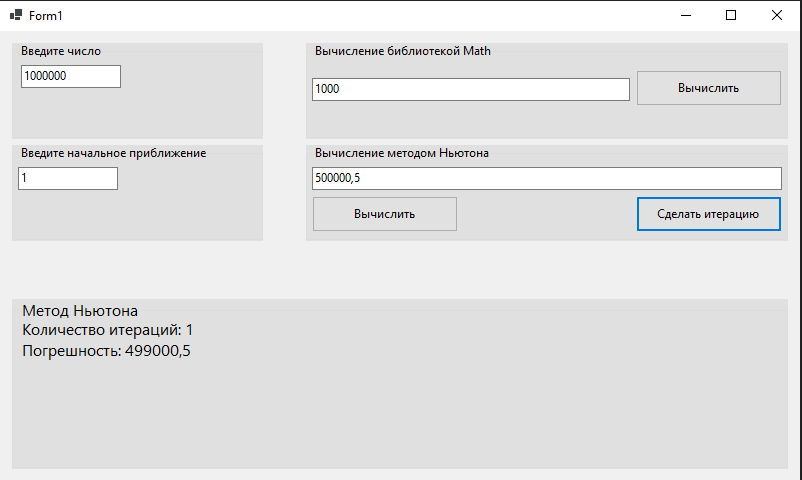 Form1
Введите число
1000000
Вычисление библиотекой Math
1000
Вычислить
Введите начальное приближение
1
Вычисление методом Ньютона
500000,5
Вычислить
Сделать итерацию
Метод Ньютона
Количество итераций: 1
Погрешность: 499000,5